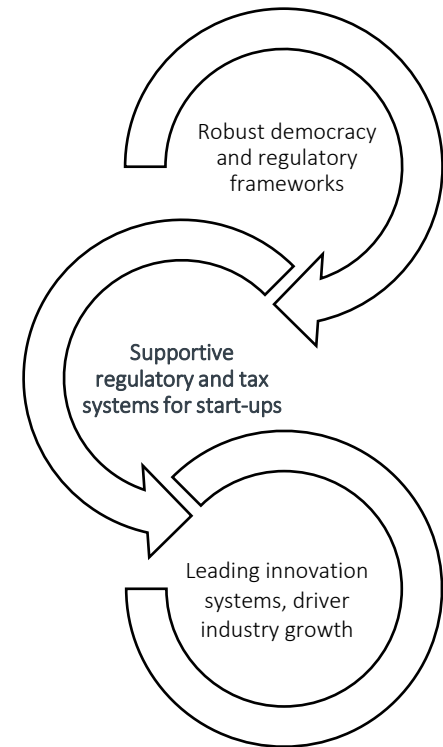 Robust democracy
and regulatory
frameworks
Supportive
regulatory and tax
systems for start-ups
Leading innovation
systems, driver
industry growth